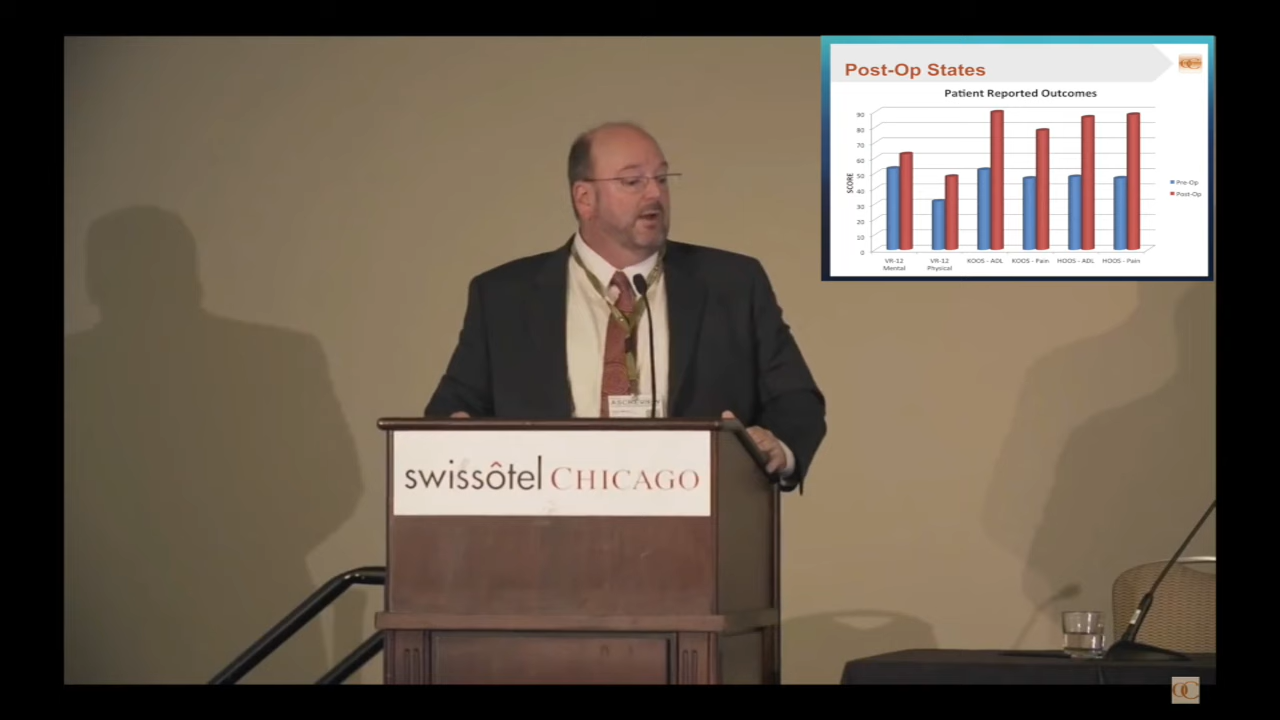 Post-Op States
Patient Reported Outcomes
90
80
70
60
50
40
30
20
10
0
SCORE
VR-12 Mental
VR-12 Physical
KOOS - ADL
KOOS - Pain
HOOS - ADL
HOOS - Pain
Pre-Op
Post-Op
swissôtel CHICAGO